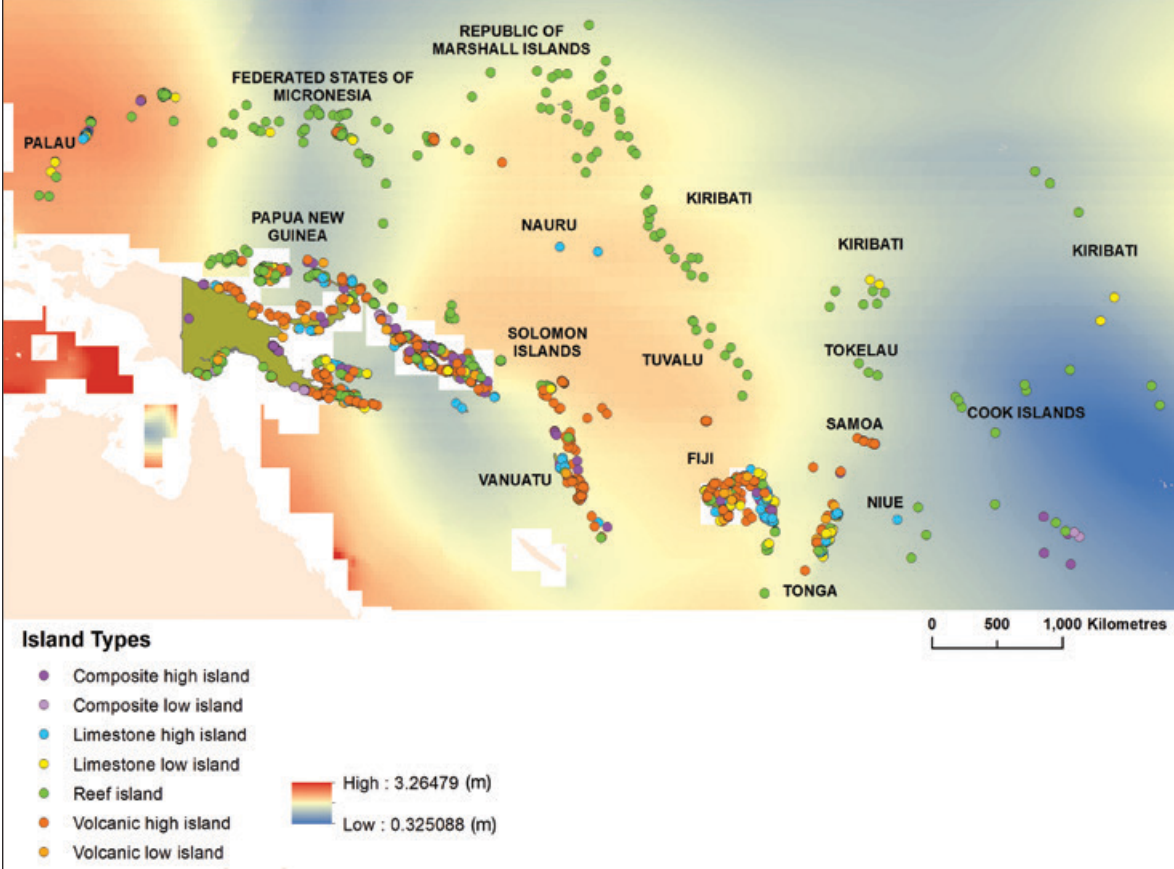 REPUBLIC OF
MARSHALL ISLANDS
FEDERATED STATES OF
MICRONESIA
PALAU
KIRIBATI
PAPUA NEW
GUINEA
NAURU
KIRIBATI
KIRIBATI
SOLOMON
ISLANDS
TUVALU
TOKELAU
COOK ISLANDS
SAMOA
FIJI
VANUATU
NIUE
TONGA
0 500 1,000 Kilometres
Island Types
Composite high island
Composite low island
Limestone high island
Limestone low island
Reef island
Volcanic high island
Volcanic low island
High : 3.26479 (m)
Low : 0.325088 (m)